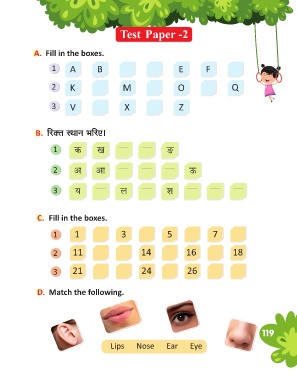 Test Paper -2
A. Fill in the boxes.
1 A B E F
2 K M O Q
3 V X Z
B. रिक्त स्थान भरिए।
1 क ख ङ
2 अ आ ऊ
3 य ल श
C. Fill in the boxes.
1 1 3 5 7
2 11 14 16 18
3 21 24 26
D. Match the following.
Lips Nose Ear Eye
119